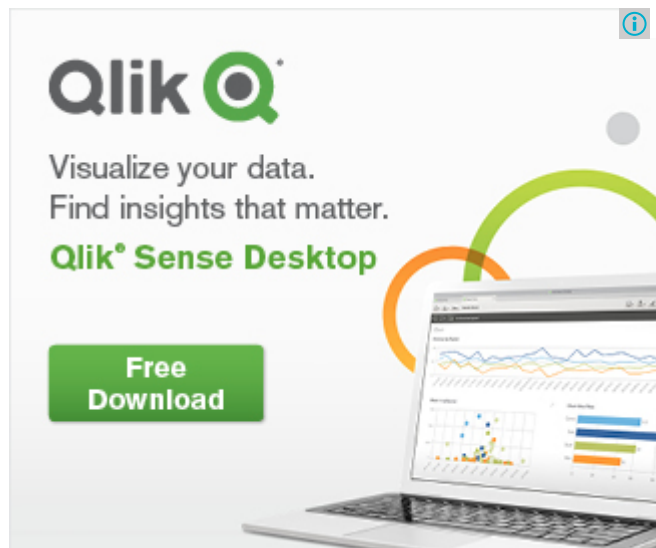 Qlik
Visualize your data.
Find insights that matter.
Qlik® Sense Desktop
Free
Download